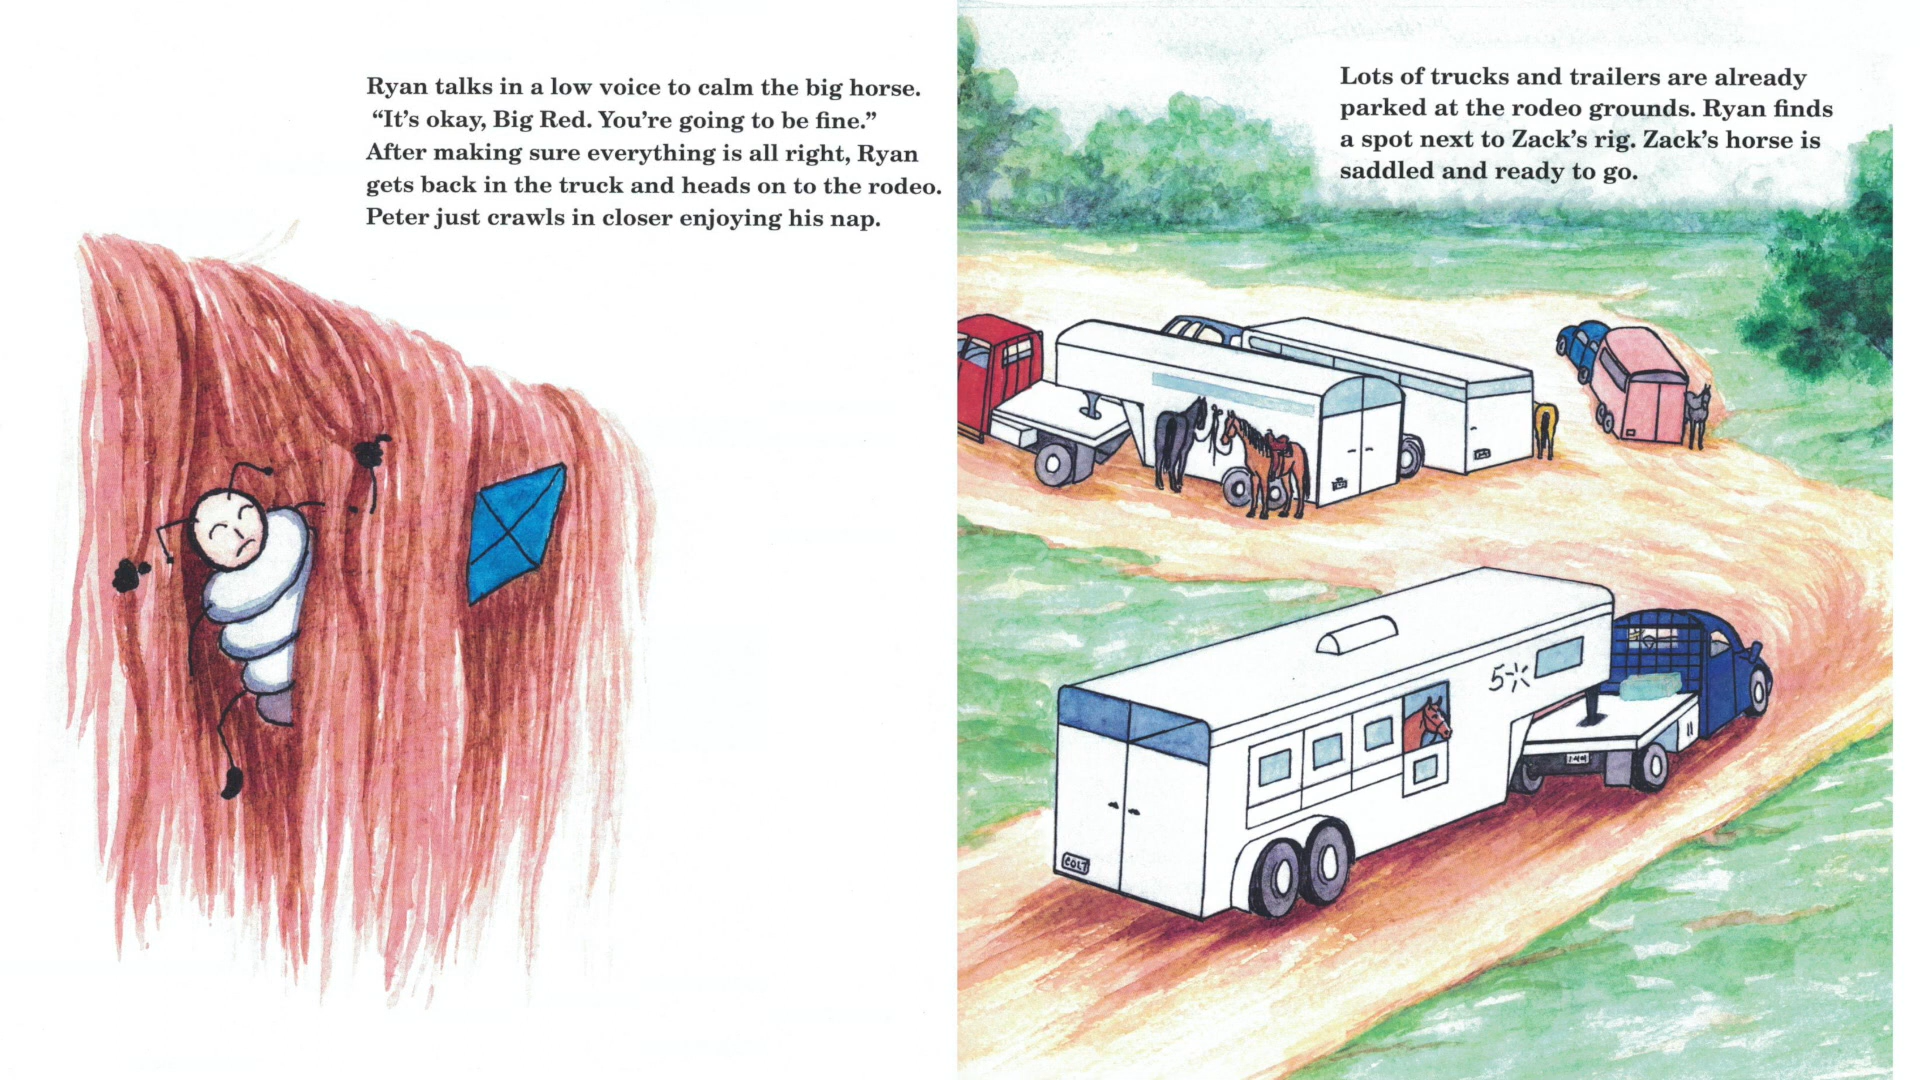 Ryan talks in a low voice to calm the big horse.
“It’s okay, Big Red. You’re going to be fine.”
After making sure everything is all right, Ryan
gets back in the truck and heads on to the rodeo.
Peter just crawls in closer enjoying his nap.
Lots of trucks and trailers are already
parked at the rodeo grounds. Ryan finds
a spot next to Zack’s rig. Zack’s horse is
saddled and ready to go.
5
COLT